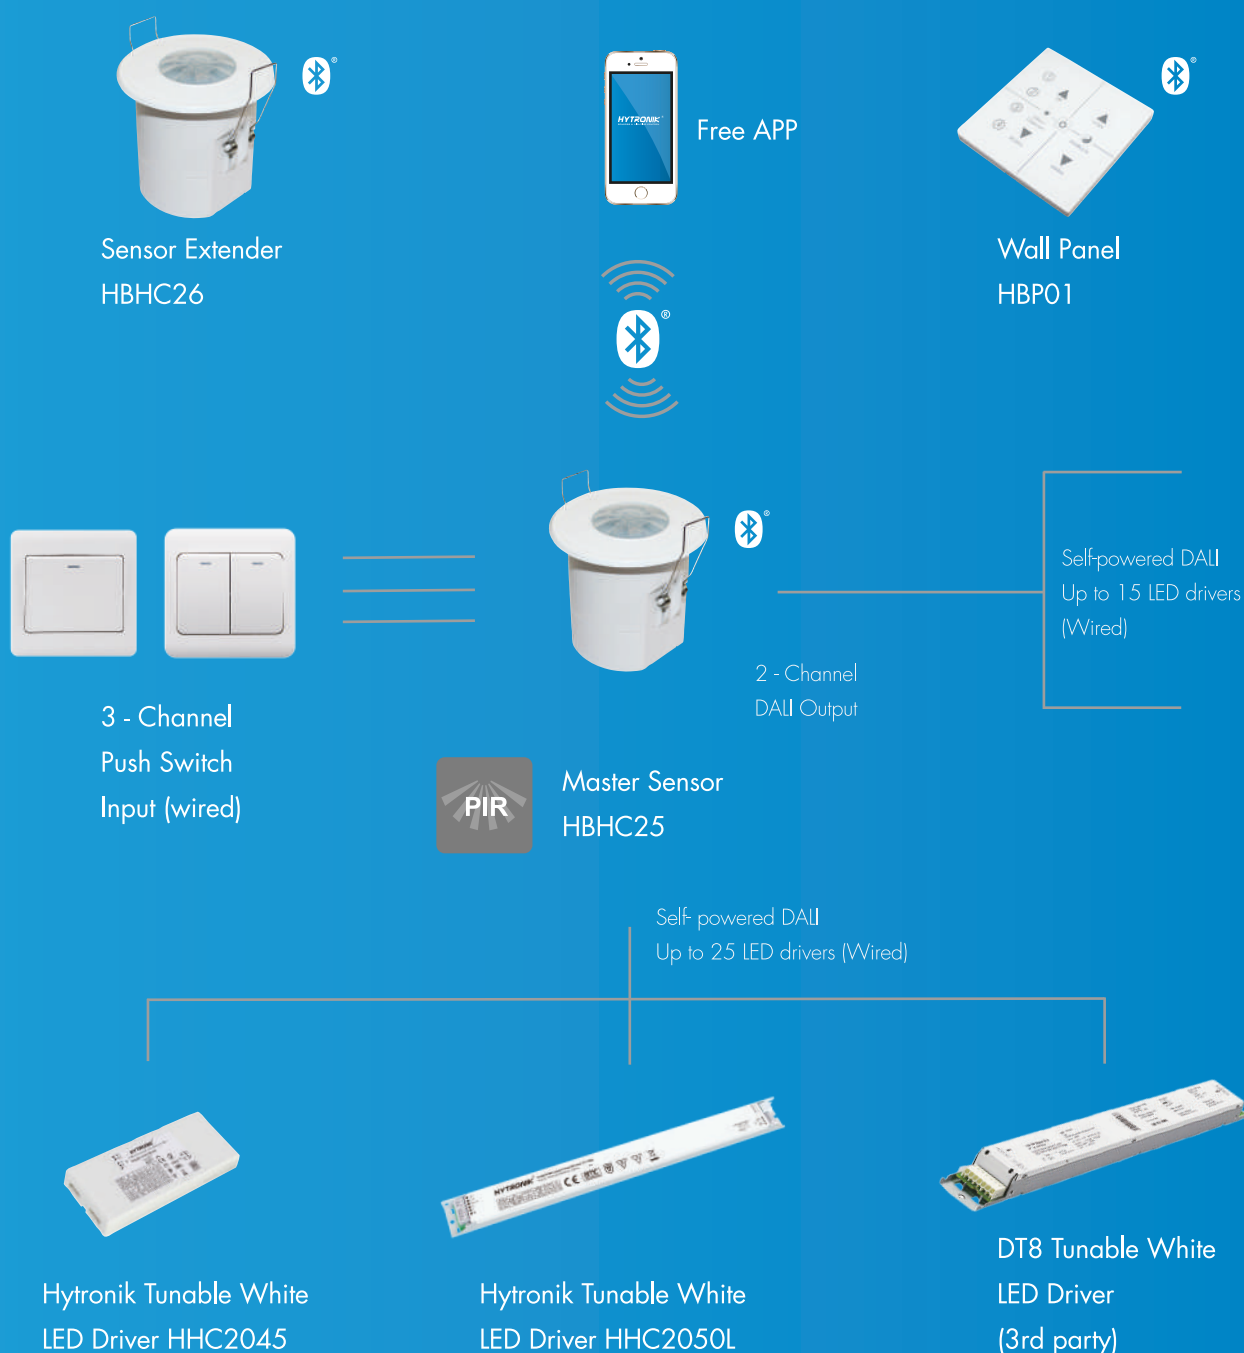 HYTRONIK
Free APP
Sensor Extender
HBHC26
Wall Panel
HBP01
®
Self-powered DALI
Up to 15 LED drivers
(Wired)
2 - Channel
DALI Output
3 - Channel
Push Switch
Input (wired)
PIR
Master Sensor
HBHC25
Self- powered DALI
Up to 25 LED drivers (Wired)
HYTRONIK
HYTRONIK
Hytronik Tunable White
LED Driver HHC2045
Hytronik Tunable White
LED Driver HHC2050L
DT8 Tunable White
LED Driver
(3rd party)